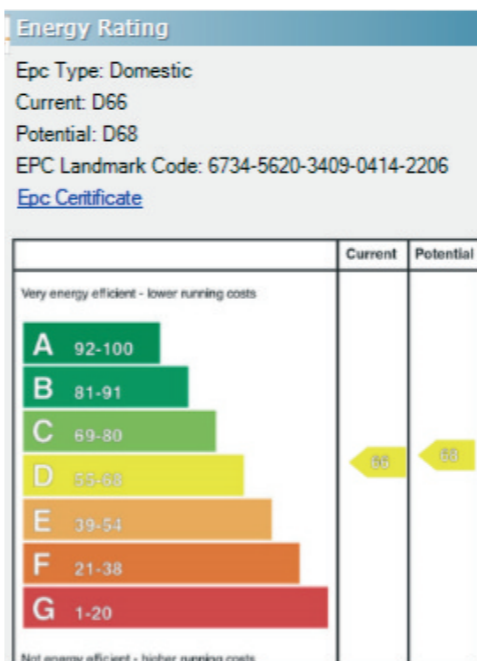 Energy Rating
Epc Type: Domestic
Current: D66
Potential: D68
EPC Landmark Code: 6734-5620-3409-0414-2206
Epc Ceritificate
Current Potential
Very energy efficient - lower running costs
A 92-100
B 81-91
C 69-80
D 55-68
66
68
E 39-54
F 21-38
G 1-20
Not energy efficient - higher running costs